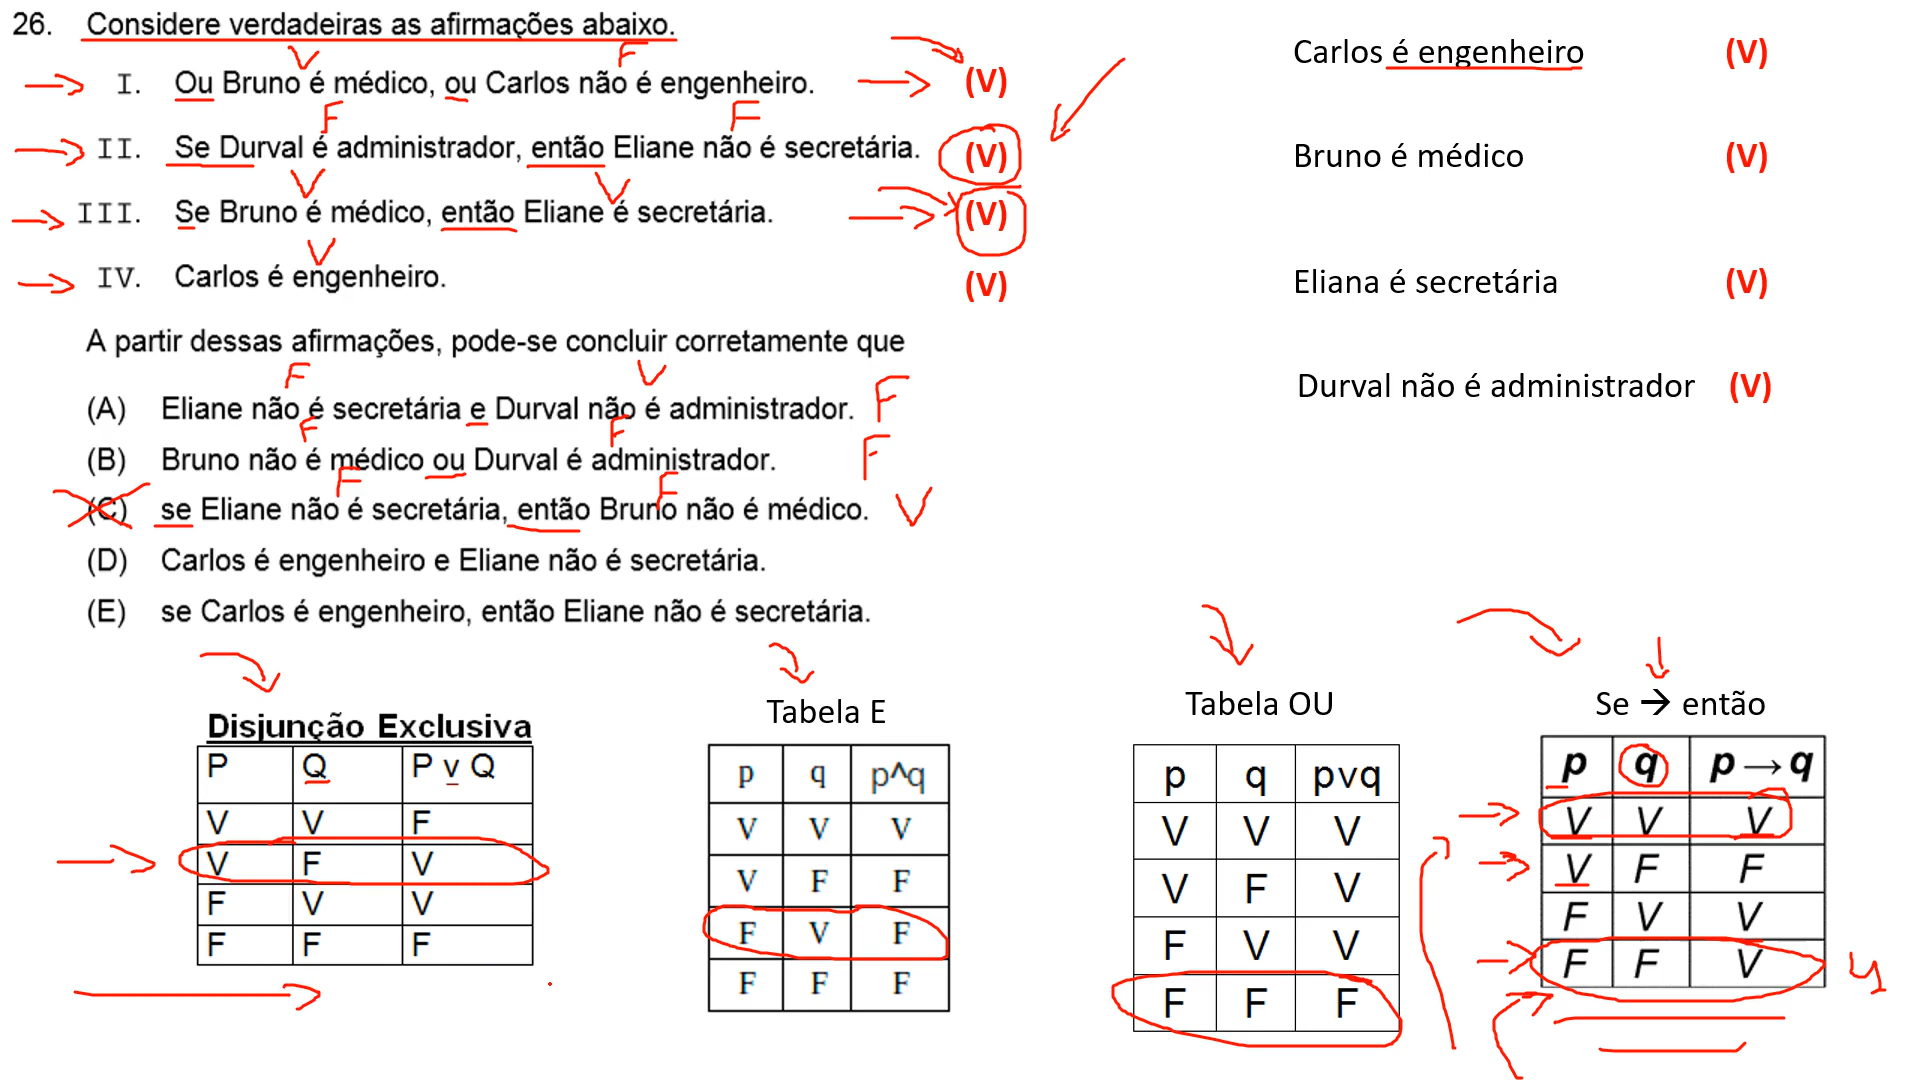 26. Considere verdadeiras as afirmações abaixo.
V F
I. Ou Bruno é médico, ou Carlos não é engenheiro. (V)
F F
II. Se Durval é administrador, então Eliane não é secretária. (V)
V V
III. Se Bruno é médico, então Eliane é secretária. (V)
V
IV. Carlos é engenheiro. (V)
A partir dessas afirmações, pode-se concluir corretamente que
F V
(A) Eliane não é secretária e Durval não é administrador. F
F F
(B) Bruno não é médico ou Durval é administrador. F
F F
(C) se Eliane não é secretária, então Bruno não é médico. V
(D) Carlos é engenheiro e Eliane não é secretária.
(E) se Carlos é engenheiro, então Eliane não é secretária.
Carlos é engenheiro (V)
Bruno é médico (V)
Eliana é secretária (V)
Durval não é administrador (V)
Disjunção Exclusiva
P Q P v Q
V V F
V F V
F V V
F F F
Tabela E
p q p^q
V V V
V F F
F V F
F F F
Tabela OU
p q pvq
V V V
V F V
F V V
F F F
Se → então
p q p→q
V V V
V F F
F V V
F F V